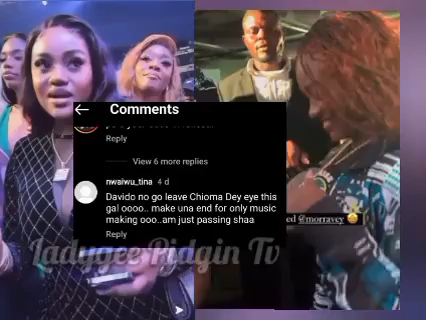 Comments
Reply
View 6 more replies
nwaiwu_tina 4 d
Davido no go leave Chioma Dey eye this
gal oooo.. make una end for only music
making ooo..am just passing shaa
Reply
ed @morravey
Ladygee Pidgin Tv